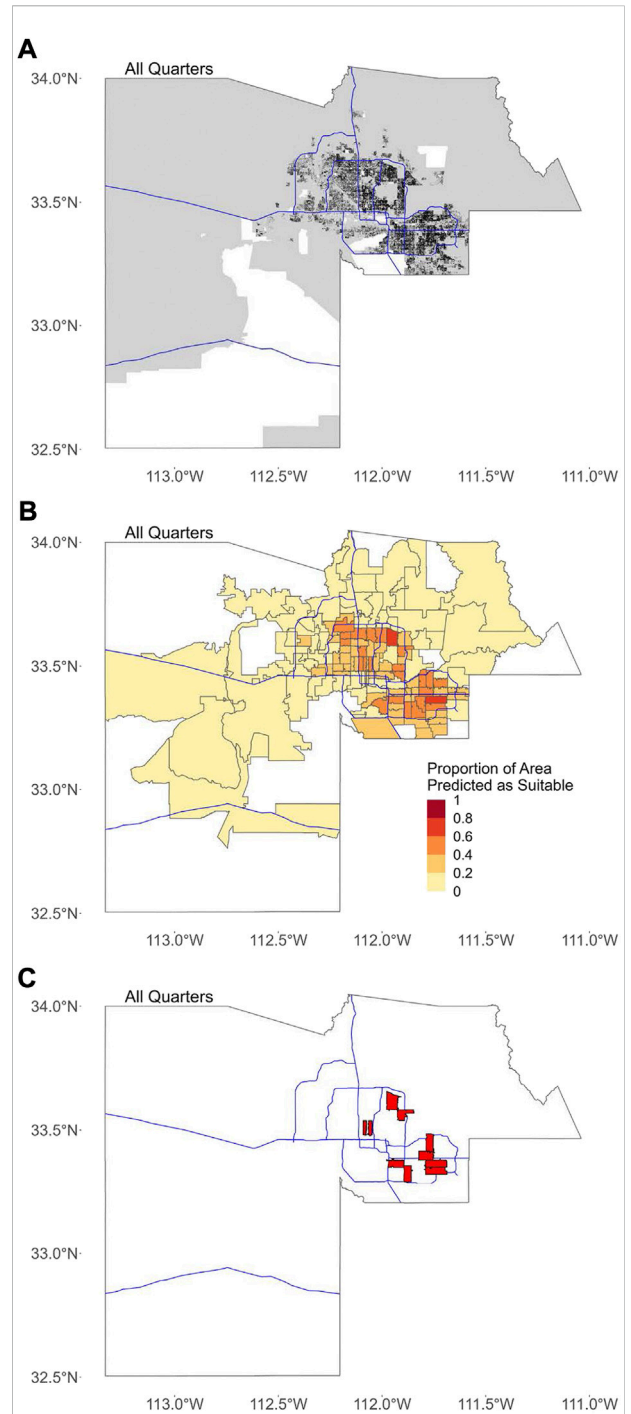 A
All Quarters
34.0°N
33.5°N
33.0°N
32.5°N
113.0°W 112.5°W 112.0°W 111.5°W 111.0°W
B
All Quarters
34.0°N
33.5°N
33.0°N
Proportion of Area
Predicted as Suitable
1
0.8
0.6
0.4
0.2
0
32.5°N
113.0°W 112.5°W 112.0°W 111.5°W 111.0°W
C
All Quarters
34.0°N
33.5°N
33.0°N
32.5°N
113.0°W 112.5°W 112.0°W 111.5°W 111.0°W